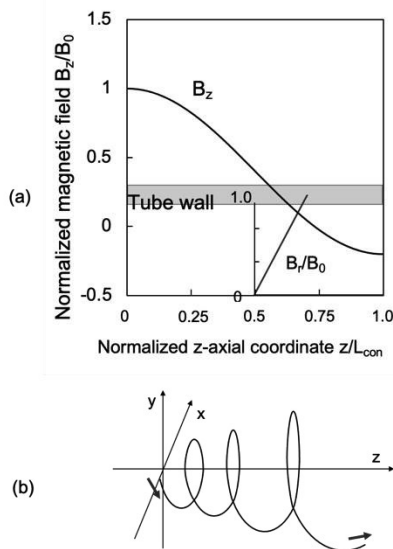 (a)
Normalized magnetic field B_z/B_0
1.5
1
0.5
0
-0.5
B_z
Tube wall
1.0
0
B_r/B_0
0 0.25 0.5 0.75 1.0
Normalized z-axial coordinate z/L_con
(b)
y
x
z